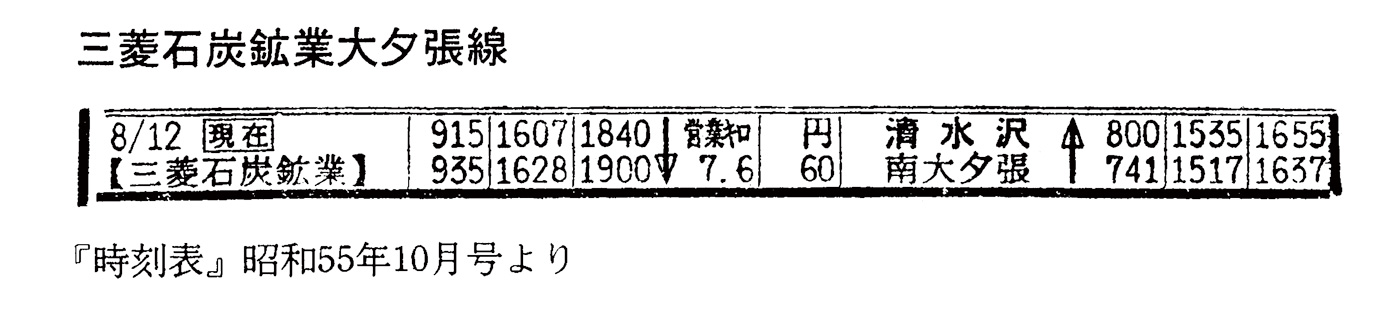 三菱石炭鉱業大夕張線
8/12 現在 915 1607 1840 営業キロ 円 清水沢 800 1535 1655
【三菱石炭鉱業】 935 1628 1900 7.6 60 南大夕張 741 1517 1637
『時刻表』昭和55年10月号より